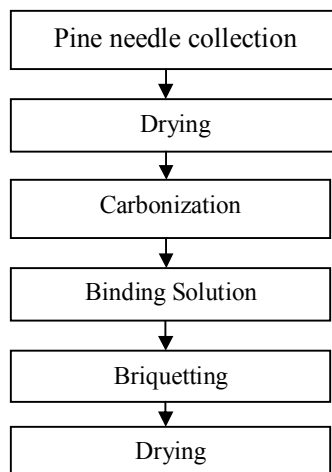 Pine needle collection
Drying
Carbonization
Binding Solution
Briquetting
Drying